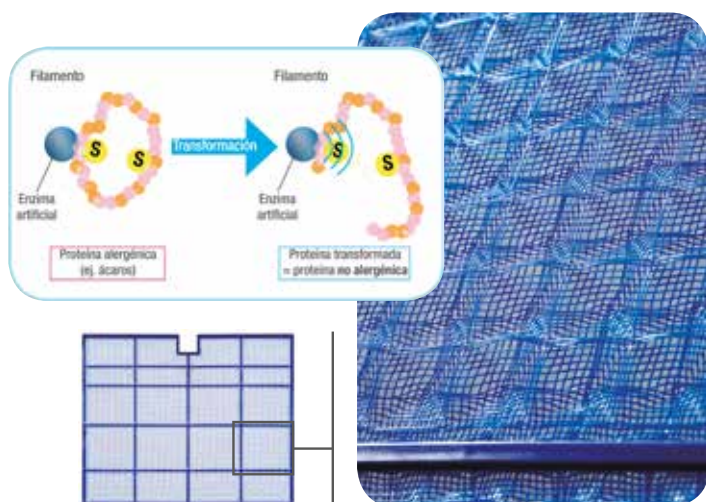 Filamento
Filamento
S
S
Transformación
S
S
Enzima
artificial
Enzima
artificial
Proteína alergénica
(ej. ácaros)
Proteína transformada
= proteína no alergénica